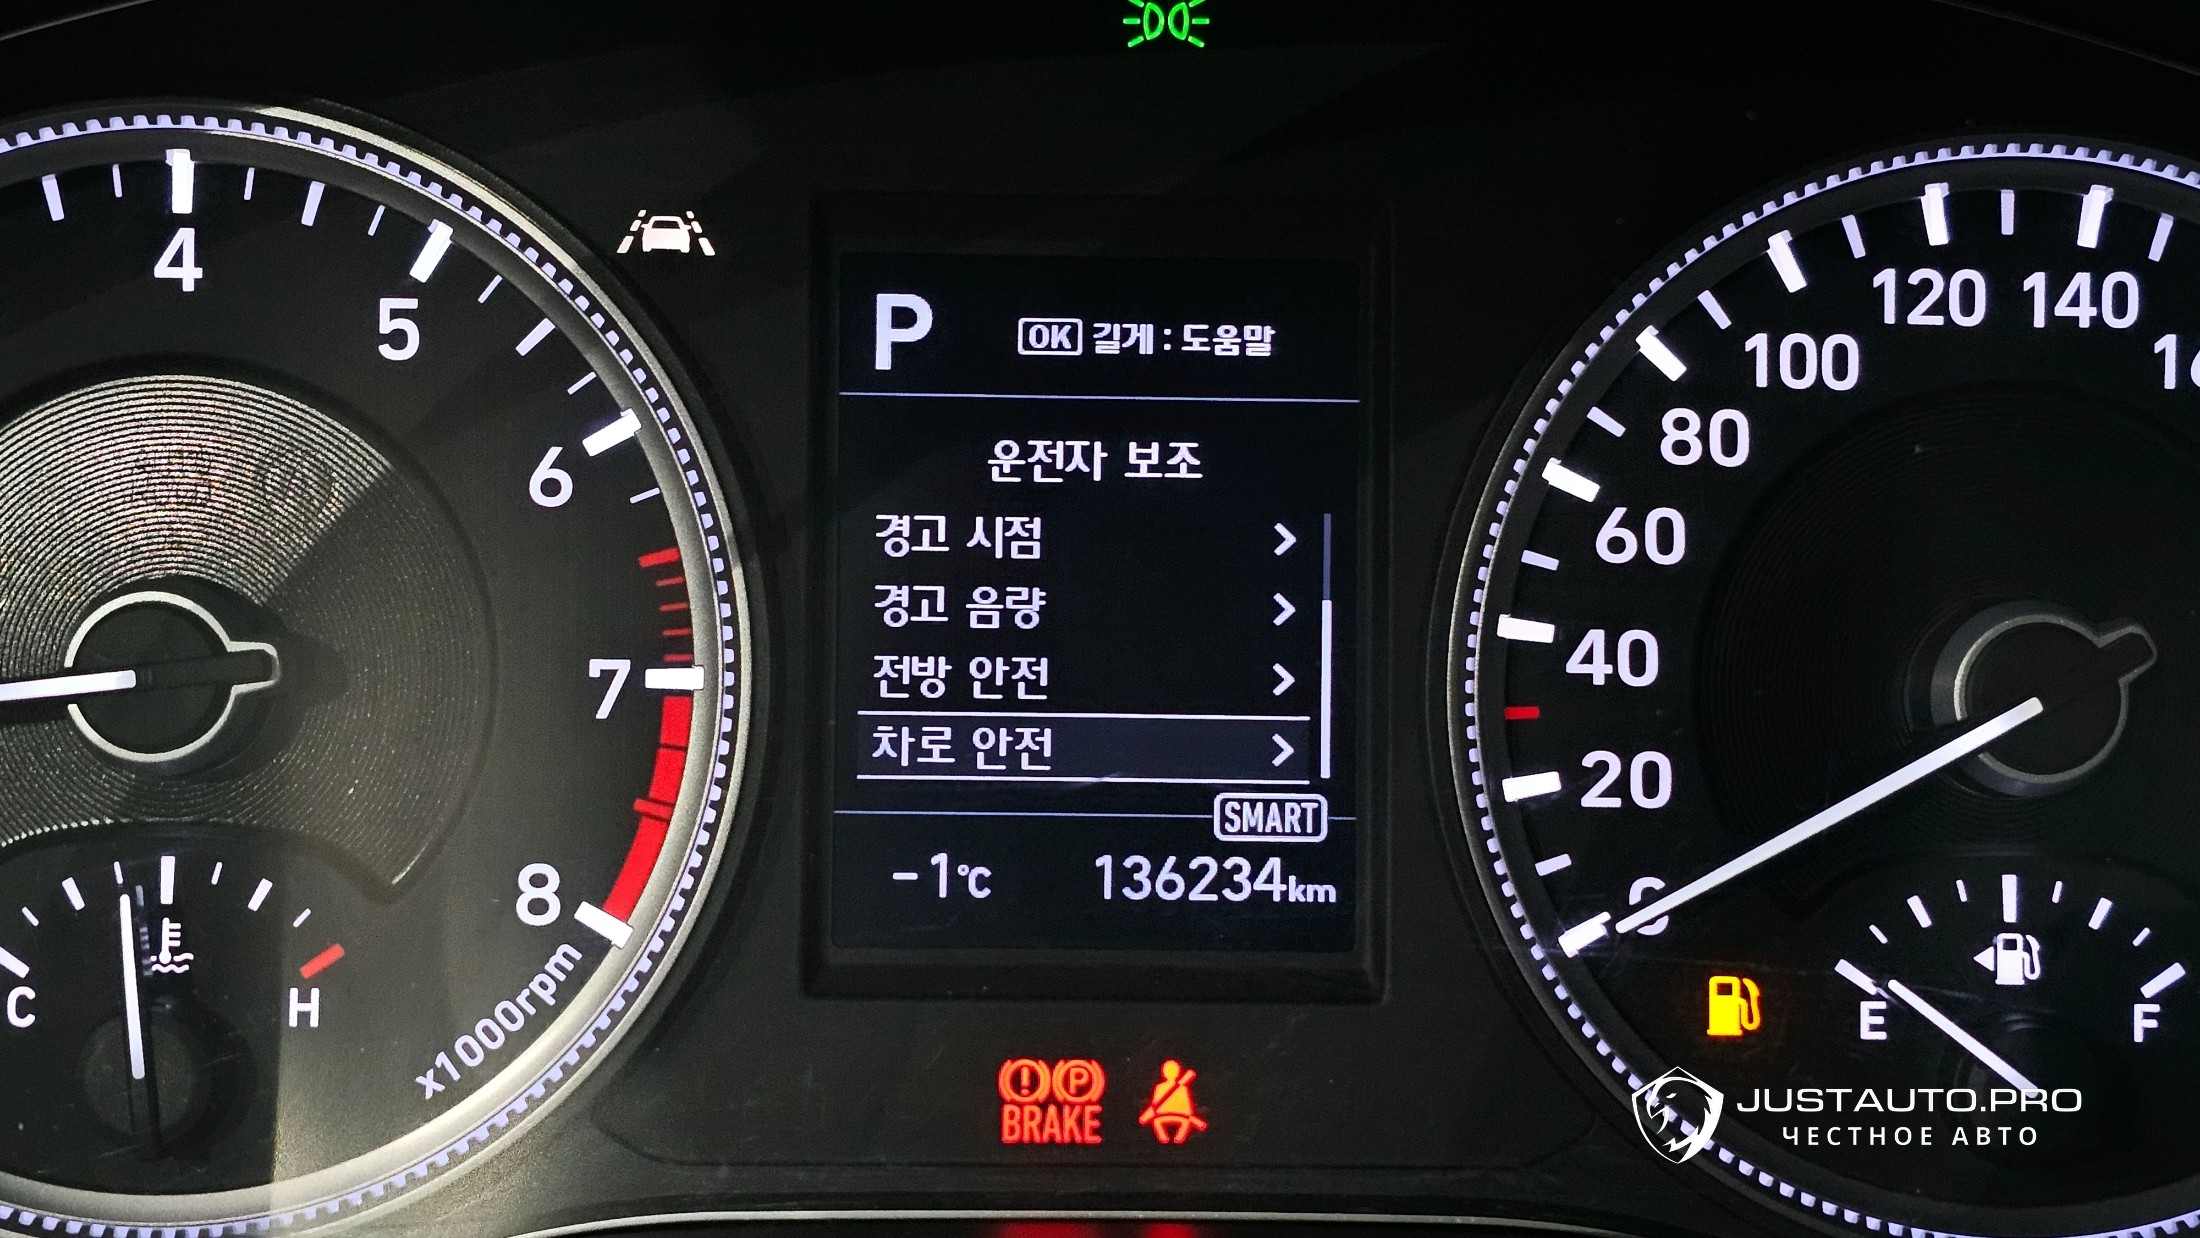 4
5
6
7
8
x1000rpm
C
H
P
OK 길게 : 도움말
운전자 보조
경고 시점
경고 음량
전방 안전
차로 안전
SMART
-1℃
136234km
BRAKE
P
0
20
40
60
80
100
120
140
E
F
JUSTAUTO.PRO
ЧЕСТНОЕ АВТО